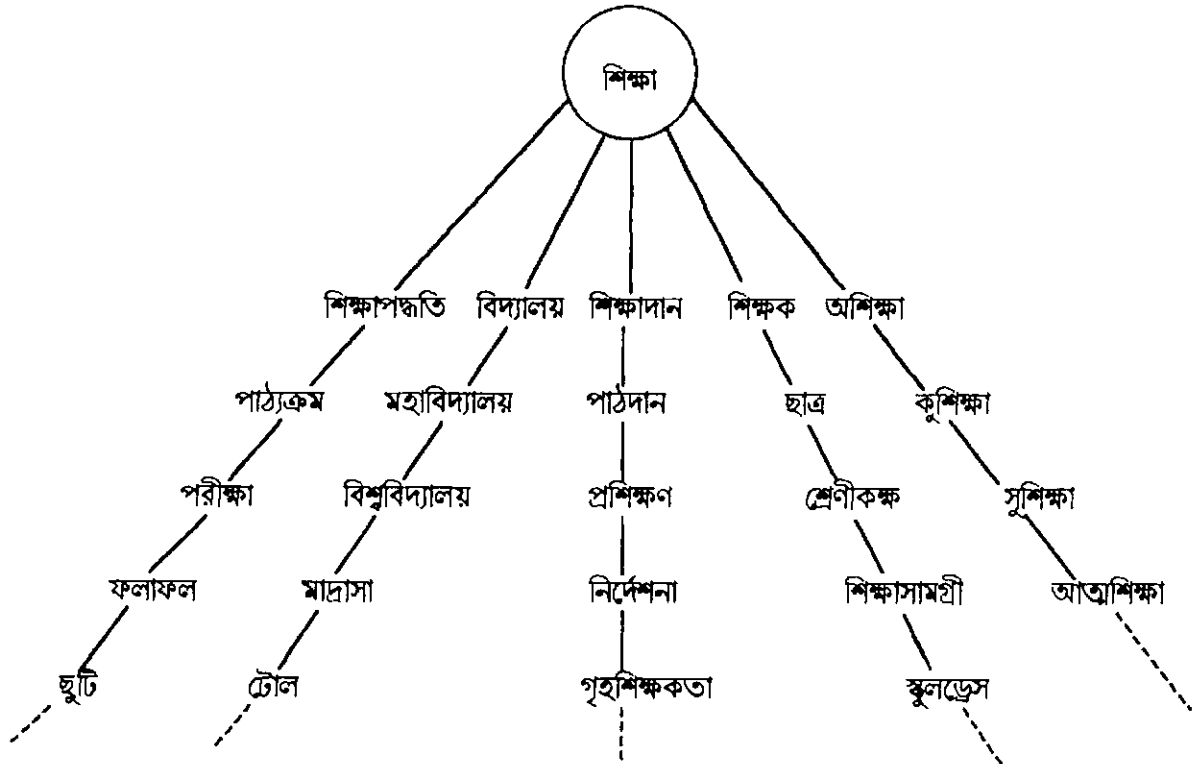 শিক্ষা
শিক্ষাপদ্ধতি বিদ্যালয় শিক্ষাদান শিক্ষক অশিক্ষা
পাঠ্যক্রম মহাবিদ্যালয় পাঠদান ছাত্র কুশিক্ষা
পরীক্ষা বিশ্ববিদ্যালয় প্রশিক্ষণ শ্রেণীকক্ষ সুশিক্ষা
ফলাফল মাদ্রাসা নির্দেশনা শিক্ষাসামগ্রী আত্মশিক্ষা
ছুটি টোল গৃহশিক্ষকতা স্কুলড্রেস